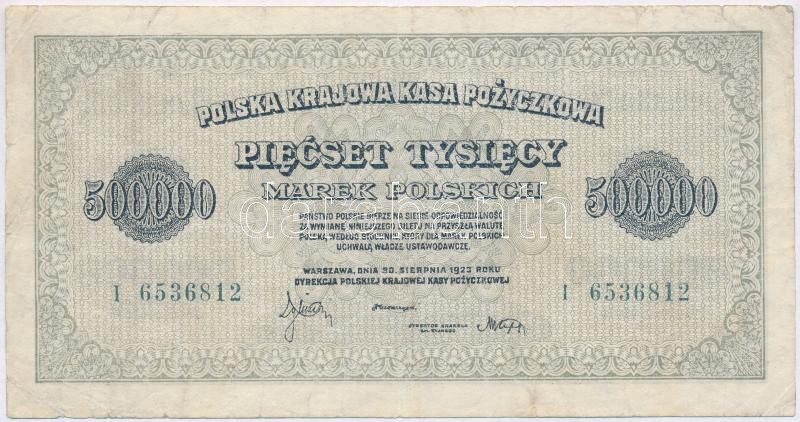 POLSKA KRAJOWA KASA POŻYCZKOWA
PIĘĆSET TYSIĘCY
500000 500000
MAREK POLSKICH
PAŃSTWO POLSKIE BIERZE NA SIEBIE ODPOWIEDZIALNOŚĆ
ZA WYMIANĘ NINIEJSZEGO BILETU NA PRZYSZŁĄ WALUTĘ
POLSKĄ WEDŁUG STOSUNKU, KTÓRY DLA MAREK POLSKICH
UCHWALĄ WŁADZE USTAWODAWCZE.
WARSZAWA, DNIA 30. SIERPNIA 1923 ROKU
DYREKCJA POLSKIEJ KRAJOWEJ KASY POŻYCZKOWEJ
I 6536812 I 6536812